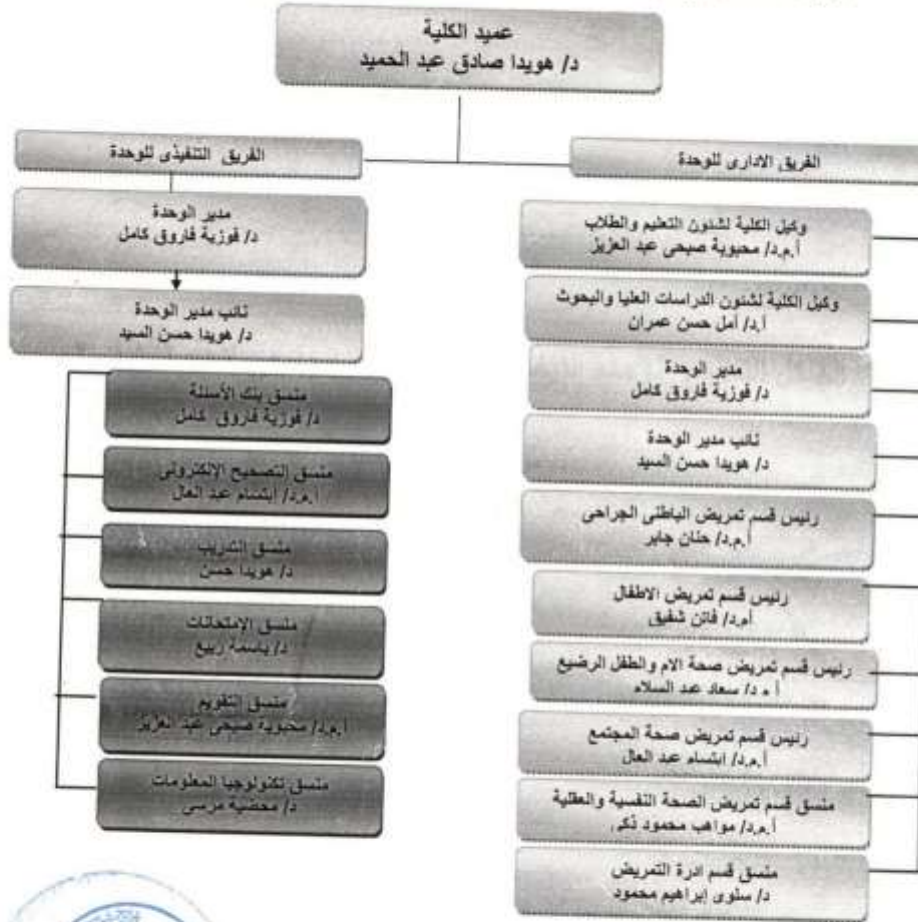 عميد الكلية
د/ هويدا صادق عبد الحميد
الفريق الادارى للوحدة
وكيل الكلية لشئون التعليم والطلاب
أ.م.د/ محبوبة صبحى عبد العزيز
وكيل الكلية لشئون الدراسات العليا والبحوث
أ.د/ أمل حسن عمران
مدير الوحدة
د/ فوزية فاروق كامل
نائب مدير الوحدة
د/ هويدا حسن السيد
رئيس قسم تمريض الباطنى الجراحى
أ.م.د/ حنان جابر
رئيس قسم تمريض الاطفال
أم.د/ فاتن شفيق
رئيس قسم تمريض صحة الام والطفل الرضيع
أ.م.د/ سعاد عبد السلام
رئيس قسم تمريض صحة المجتمع
أ.م.د/ ابتسام عبد العال
منسق قسم تمريض الصحة النفسية والعقلية
أ.م.د/ مواهب محمود ذكى
منسق قسم ادرة التمريض
د/ سلوى إبراهيم محمود
الفريق التنفيذى للوحدة
مدير الوحدة
د/ فوزية فاروق كامل
نائب مدير الوحدة
د/ هويدا حسن السيد
منسق بنك الأسئلة
د/ فوزية فاروق كامل
منسق التصحيح الإلكترونى
أ.م.د/ ابتسام عبد العال
منسق التدريب
د/ هويدا حسن
منسق الإمتحانات
د/ باسمة ربيع
منسق التقويم
أ.م.د/ محبوبة صبحى عبد العزيز
منسق تكنولوجيا المعلومات
د/ محضية مرسى